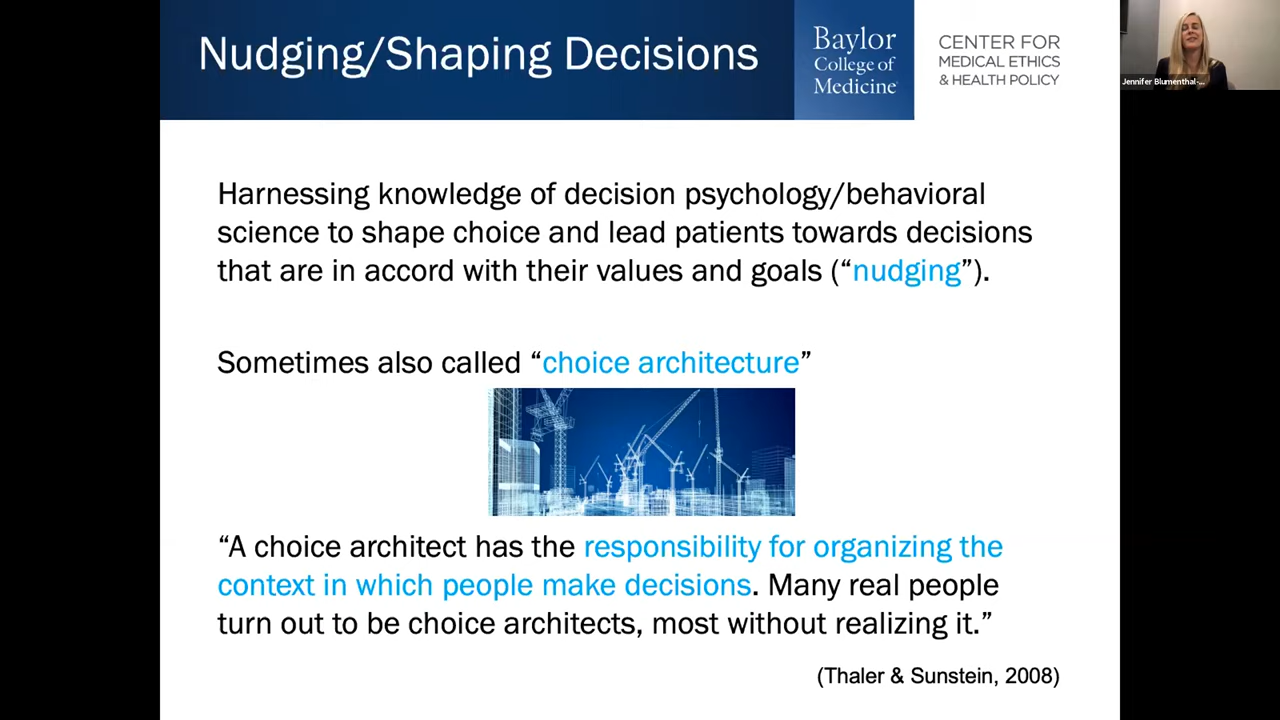 Nudging/Shaping Decisions
Baylor
College of
Medicine
CENTER FOR
MEDICAL ETHICS
& HEALTH POLICY
Jennifer Blumenthal-...
Harnessing knowledge of decision psychology/behavioral
science to shape choice and lead patients towards decisions
that are in accord with their values and goals (“nudging”).
Sometimes also called “choice architecture”
“A choice architect has the responsibility for organizing the
context in which people make decisions. Many real people
turn out to be choice architects, most without realizing it.”
(Thaler & Sunstein, 2008)